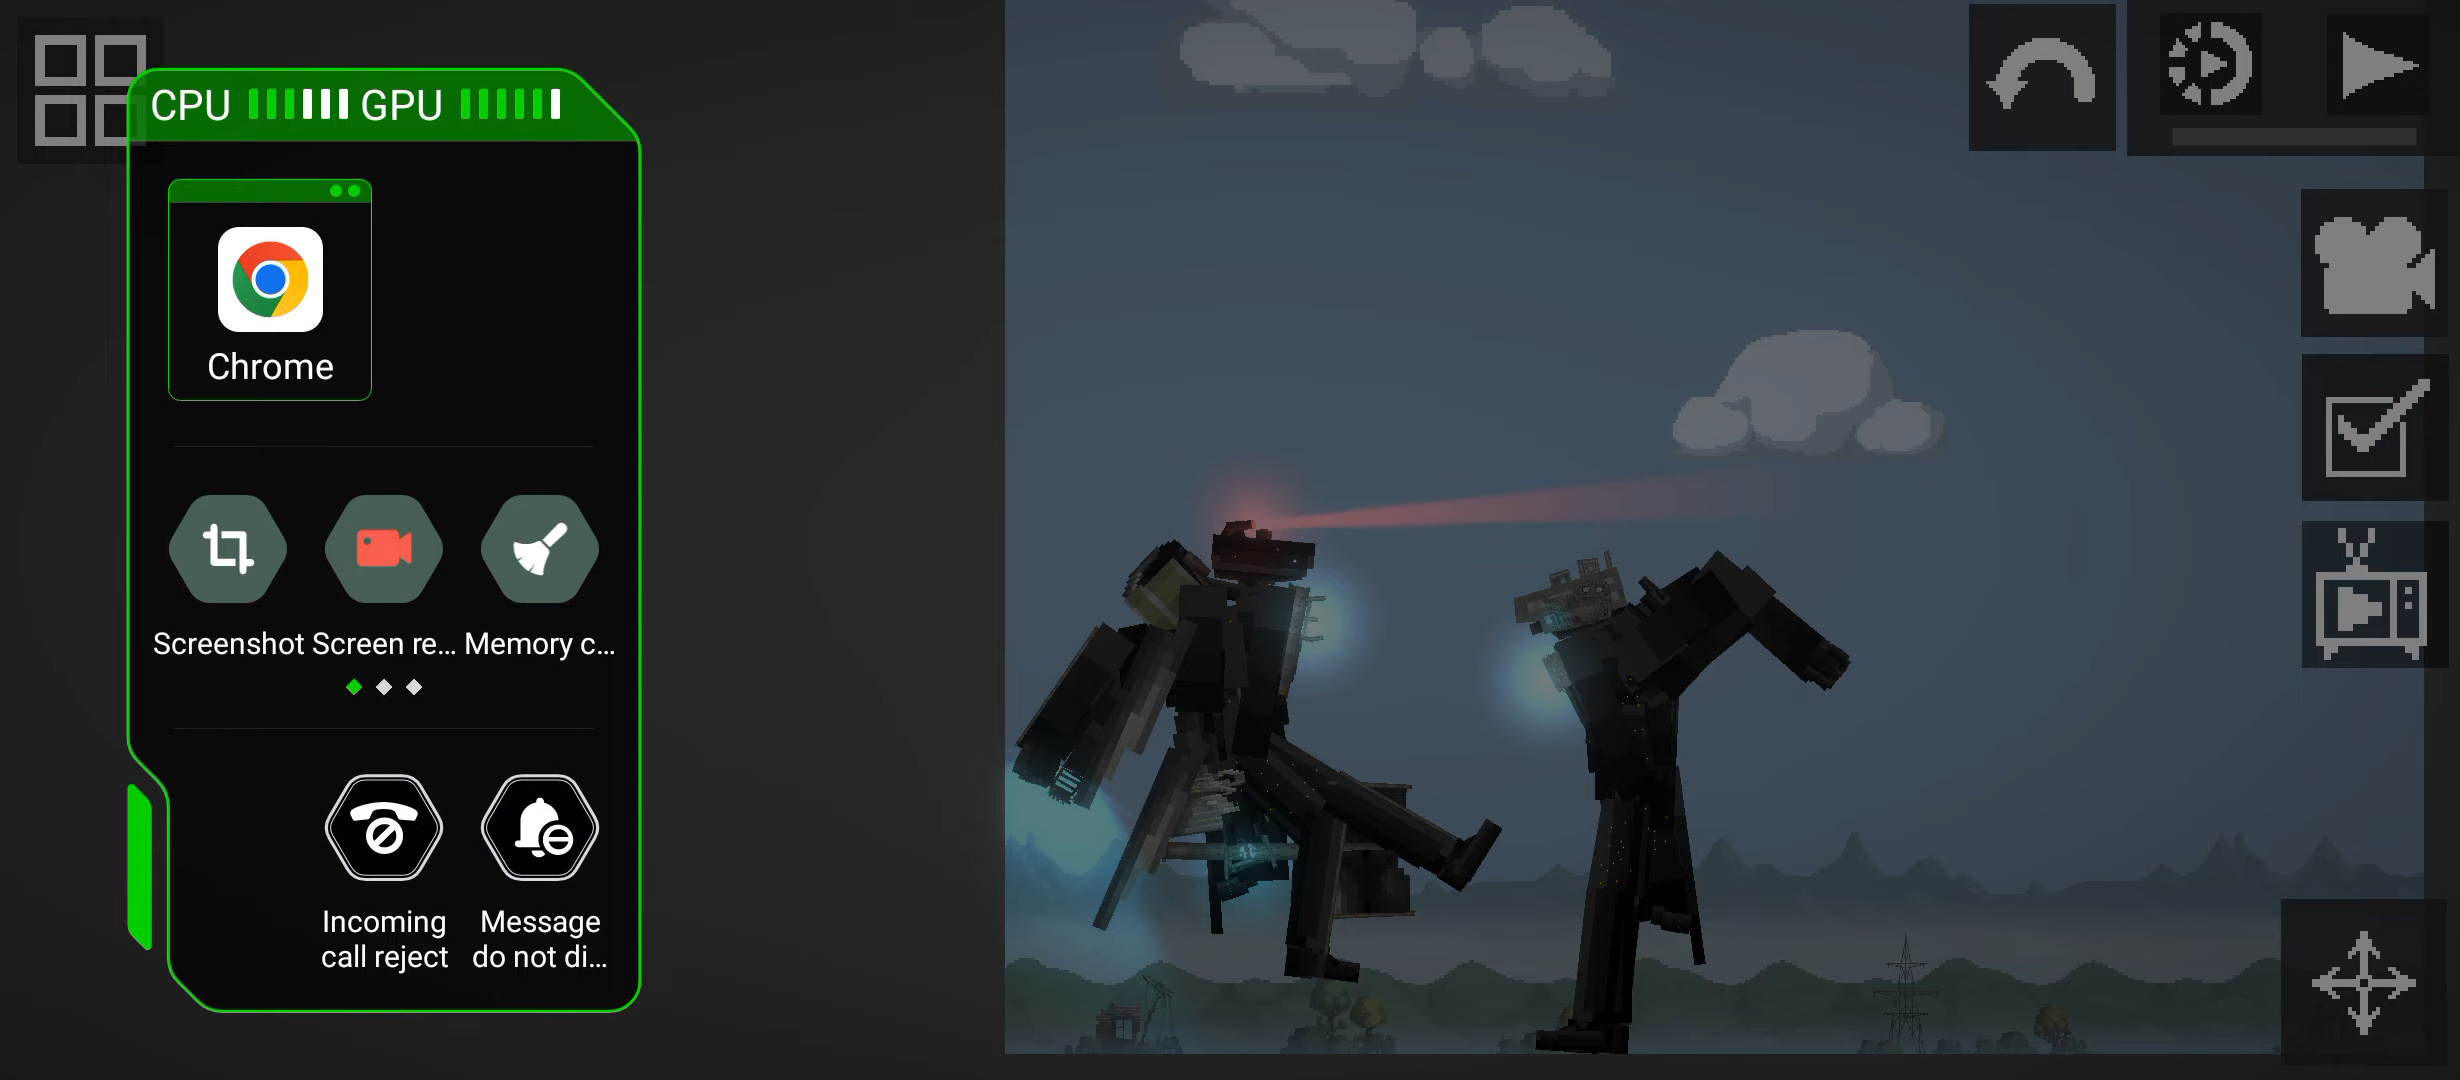 CPU GPU
Chrome
Screenshot Screen re... Memory c...
Incoming call reject
Message do not di...